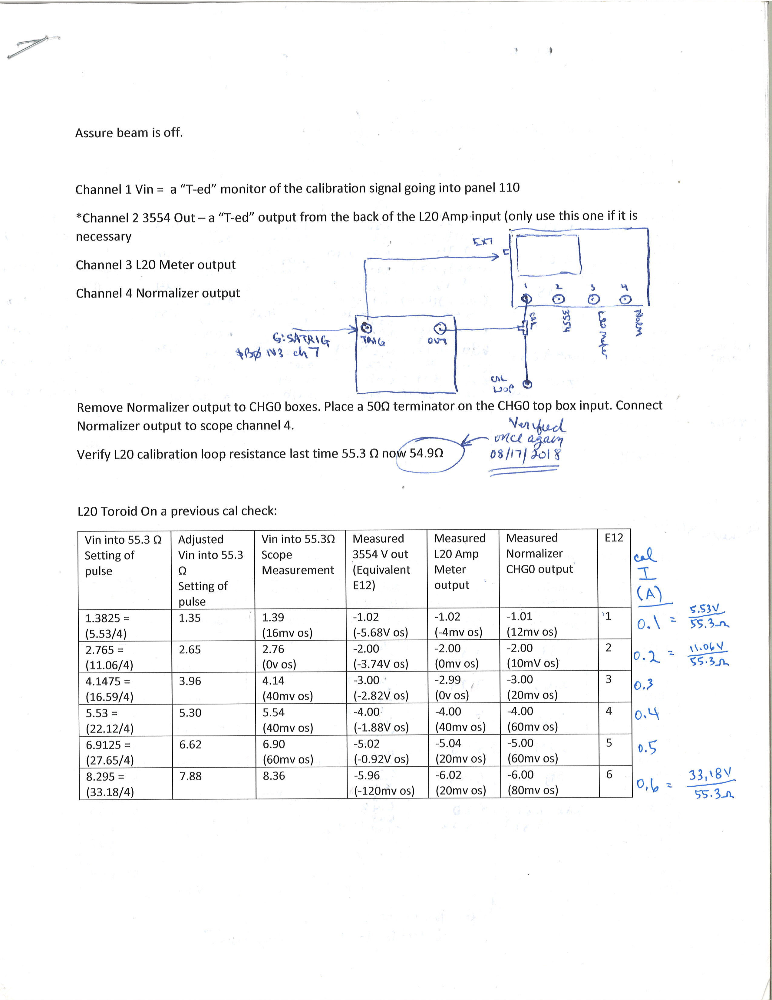 Assure beam is off.
Channel 1 Vin =  a “T-ed” monitor of the calibration signal going into panel 110
*Channel 2 3554 Out – a “T-ed” output from the back of the L20 Amp input (only use this one if it is
necessary
EXT
Channel 3 L20 Meter output
Channel 4 Normalizer output
1 2 3 4
CAL
3554
L20 Meter
NORM
G:SATRIG
$BØ IV3 ch 7
TRIG
OUT
CAL
LOOP
Remove Normalizer output to CHG0 boxes. Place a 50Ω terminator on the CHG0 top box input. Connect
Normalizer output to scope channel 4.
Verified
once again
08/17/2018
Verify L20 calibration loop resistance last time 55.3 Ω now 54.9Ω
L20 Toroid On a previous cal check:
Vin into 55.3 Ω
Setting of
pulse
Adjusted
Vin into 55.3
Ω
Setting of
pulse
Vin into 55.3Ω
Scope
Measurement
Measured
3554 V out
(Equivalent
E12)
Measured
L20 Amp
Meter
output
Measured
Normalizer
CHG0 output
E12
cal
I
(A)
1.3825 = 1.35 1.39 -1.02 -1.02 -1.01 1 0.1 = 5.53V
(5.53/4) (16mv os) (-5.68V os) (-4mv os) (12mv os) 55.3Ω
2.765 = 2.65 2.76 -2.00 -2.00 -2.00 2 0.2 = 11.06V
(11.06/4) (0v os) (-3.74V os) (0mv os) (10mV os) 55.3Ω
4.1475 = 3.96 4.14 -3.00 -2.99 -3.00 3 0.3
(16.59/4) (40mv os) (-2.82V os) (0v os) (20mv os)
5.53 = 5.30 5.54 -4.00 -4.00 -4.00 4 0.4
(22.12/4) (40mv os) (-1.88V os) (40mv os) (60mv os)
6.9125 = 6.62 6.90 -5.02 -5.04 -5.00 5 0.5
(27.65/4) (60mv os) (-0.92V os) (20mv os) (60mv os)
8.295 = 7.88 8.36 -5.96 -6.02 -6.00 6 0.6 = 33.18V
(33.18/4) (-120mv os) (20mv os) (80mv os) 55.3Ω